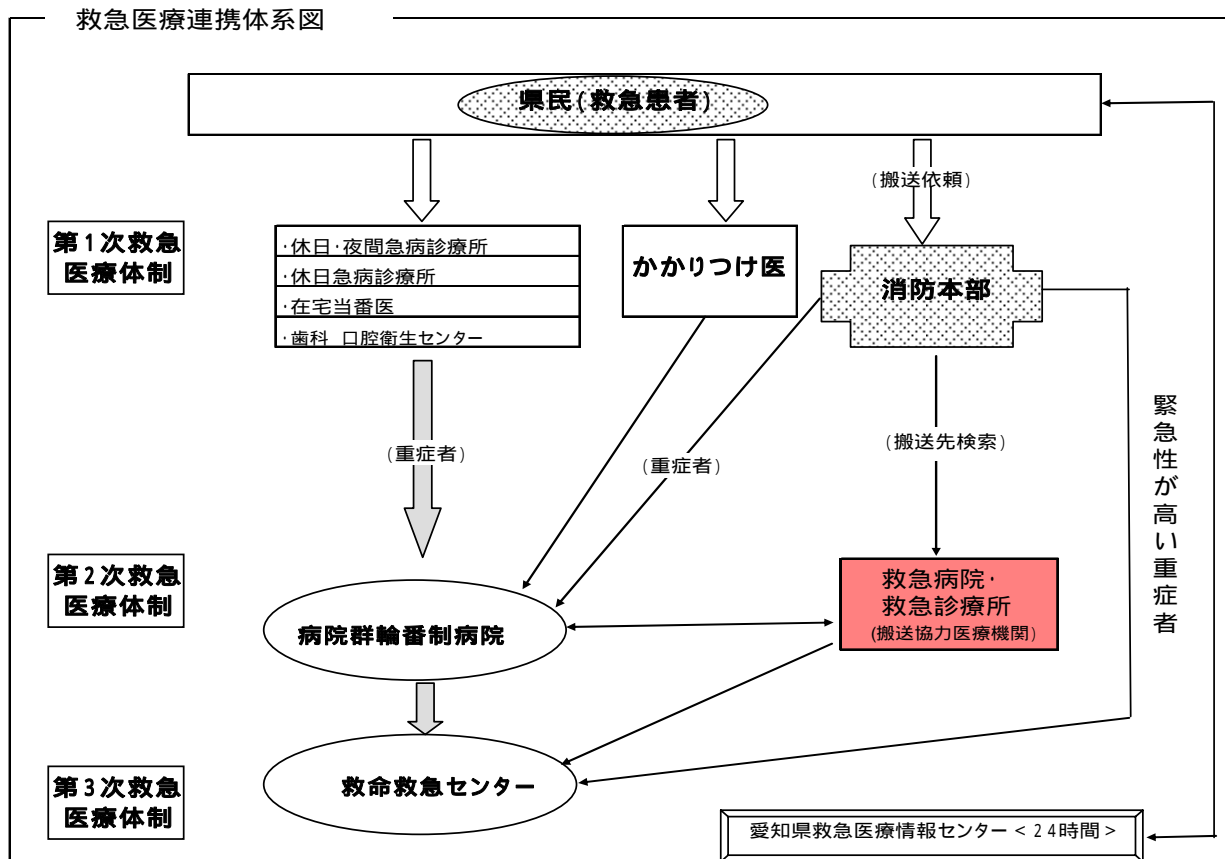 救急医療連携体系図
県民(救急患者)
(搬送依頼)
第1次救急
医療体制
・休日・夜間急病診療所
・休日急病診療所
・在宅当番医
・歯科 口腔衛生センター
かかりつけ医
消防本部
(重症者)
(重症者)
(搬送先検索)
緊急性が高い重症者
第2次救急
医療体制
病院群輪番制病院
救急病院・
救急診療所
(搬送協力医療機関)
第3次救急
医療体制
救命救急センター
愛知県救急医療情報センター<24時間>